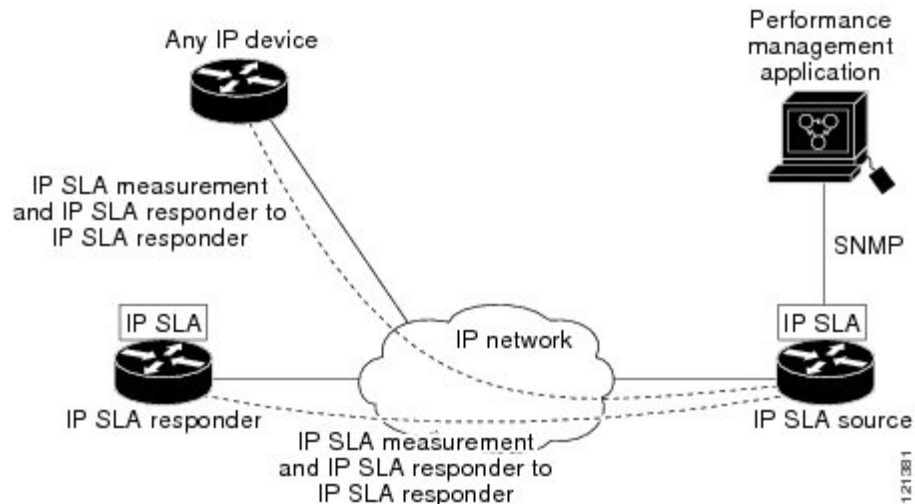 Any IP device
Performance
management
application
IP SLA measurement
and IP SLA responder to
IP SLA responder
SNMP
IP SLA
IP network
IP SLA
IP SLA responder
IP SLA source
IP SLA measurement
and IP SLA responder to
IP SLA responder
121381